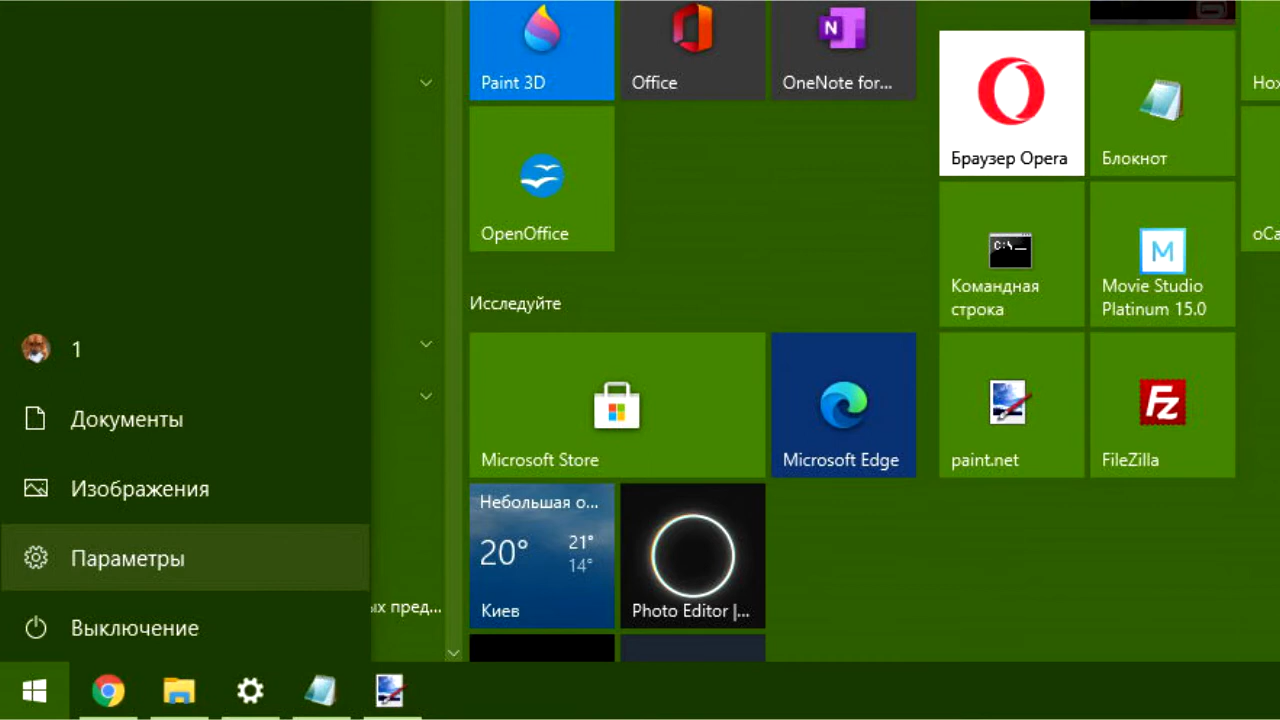 Paint 3D
Office
OneNote for...
OpenOffice
Исследуйте
Microsoft Store
Microsoft Edge
Небольшая о...
20°
21°
14°
Киев
Photo Editor |...
Браузер Opera
Блокнот
Командная
строка
Movie Studio
Platinum 15.0
paint.net
FileZilla
1
Документы
Изображения
Параметры
Выключение
ых пред...